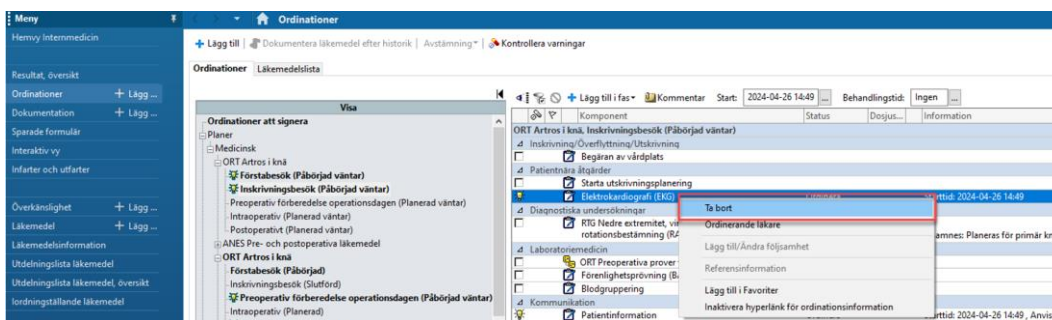 Meny
Ordinationer
Hemvy Internmedicin
Lägg till | Dokumentera läkemedel efter historik | Avstämning | Kontrollera varningar
Resultat, översikt
Ordinationer Lägg ...
Dokumentation Lägg ...
Sparade formulär
Interaktiv vy
Infarter och utfarter
Överkänslighet Lägg ...
Läkemedel Lägg ...
Läkemedelsinformation
Utdelningslista läkemedel
Utdelningslista läkemedel, översikt
Iordningställande läkemedel
Ordinationer Läkemedelslista
Visa
Ordinationer att signera
Planer
Medicinsk
ORT Artros i knä
Förstabesök (Påbörjad väntar)
Inskrivningsbesök (Påbörjad väntar)
Preoperativ förberedelse operationsdagen (Planerad väntar)
Intraoperativ (Planerad väntar)
Postoperativt (Planerad väntar)
ANES Pre- och postoperativa läkemedel
ORT Artros i knä
Förstabesök (Påbörjad)
Inskrivningsbesök (Slutförd)
Preoperativ förberedelse operationsdagen (Påbörjad väntar)
Intraoperativ (Planerad)
Lägg till i fas Kommentar Start: 2024-04-26 14:49 ... Behandlingstid: Ingen ...
Komponent Status Dosjus... Information
ORT Artros i knä, Inskrivningsbesök (Påbörjad väntar)
Inskrivning/Överflyttning/Utskrivning
Begäran av vårdplats
Patientnära åtgärder
Starta utskrivningsplanering
Elektrokardiografi (EKG) 2024-04-26 14:49
Diagnostiska undersökningar
RTG Nedre extremitet,
rotationsbestämning Planeras för primär
Laboratoriemedicin
ORT Preoperativa prover
Förenlighetsprövning
Blodgruppering
Kommunikation
Patientinformation 2024-04-26 14:49 ,
Ta bort
Ordinerande läkare
Lägg till/Ändra följsamhet
Referensinformation
Lägg till i Favoriter
Inaktivera hyperlänk för ordinationsinformation